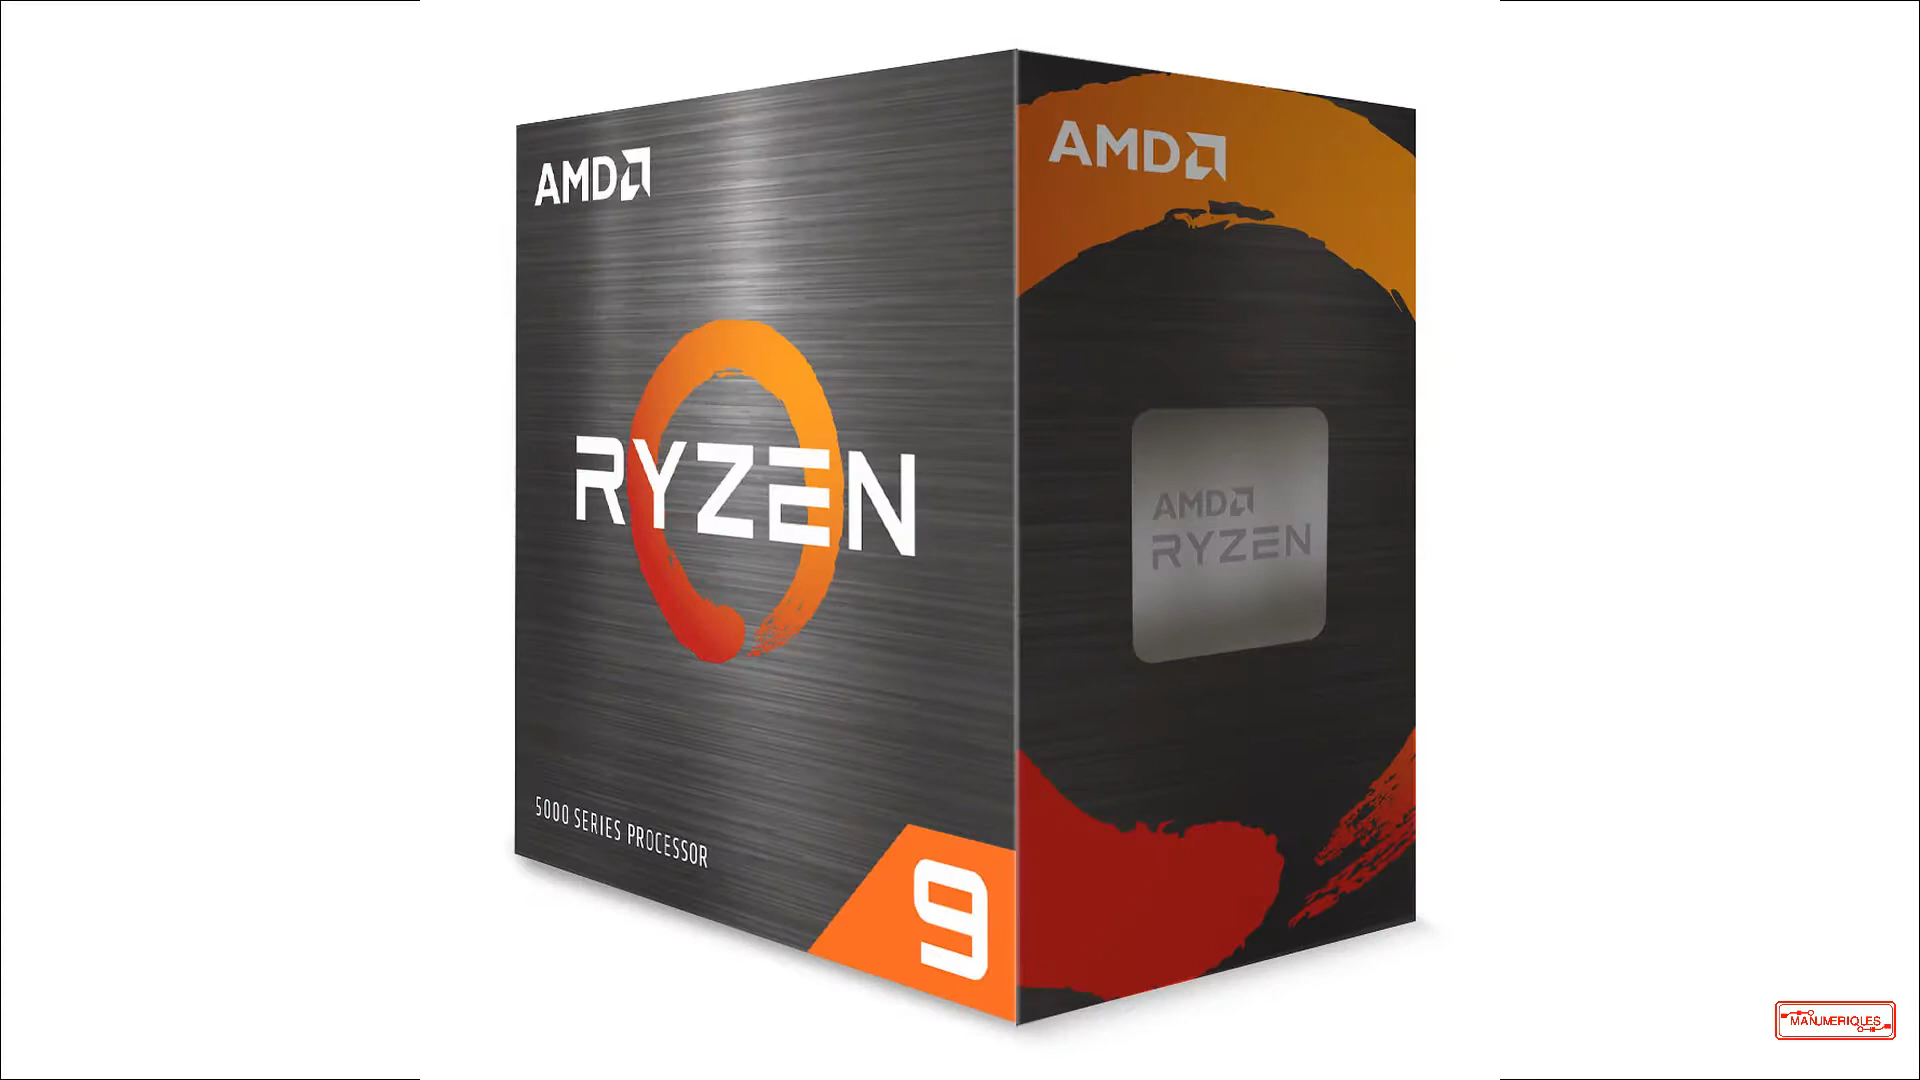 AMD
RYZEN
5000 SERIES PROCESSOR
9
AMD
AMD
RYZEN
MANUMERIQUES